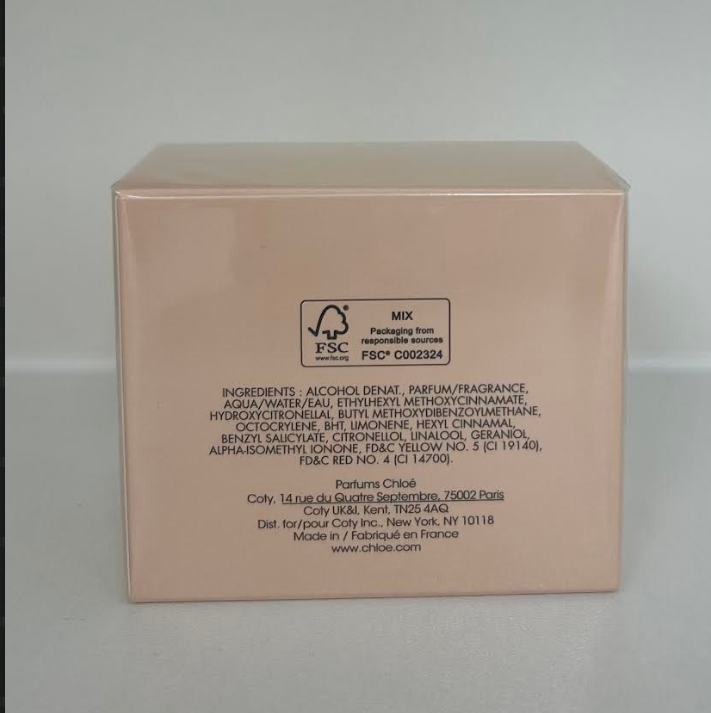 MIX
Packaging from
responsible sources
FSC® C002324
FSC®
www.fsc.org
INGREDIENTS : ALCOHOL DENAT., PARFUM/FRAGRANCE,
AQUA/WATER/EAU, ETHYLHEXYL METHOXYCINNAMATE,
HYDROXYCITRONELLAL, BUTYL METHOXYDIBENZOYLMETHANE,
OCTOCRYLENE, BHT, LIMONENE, HEXYL CINNAMAL,
BENZYL SALICYLATE, CITRONELLOL, LINALOOL, GERANIOL,
ALPHA-ISOMETHYL IONONE, FD&C YELLOW NO. 5 (CI 19140),
FD&C RED NO. 4 (CI 14700).
Parfums Chloé
Coty, 14 rue du Quatre Septembre, 75002 Paris
Coty UK&I, Kent, TN25 4AQ
Dist. for/pour Coty Inc., New York, NY 10118
Made in / Fabriqué en France
www.chloe.com